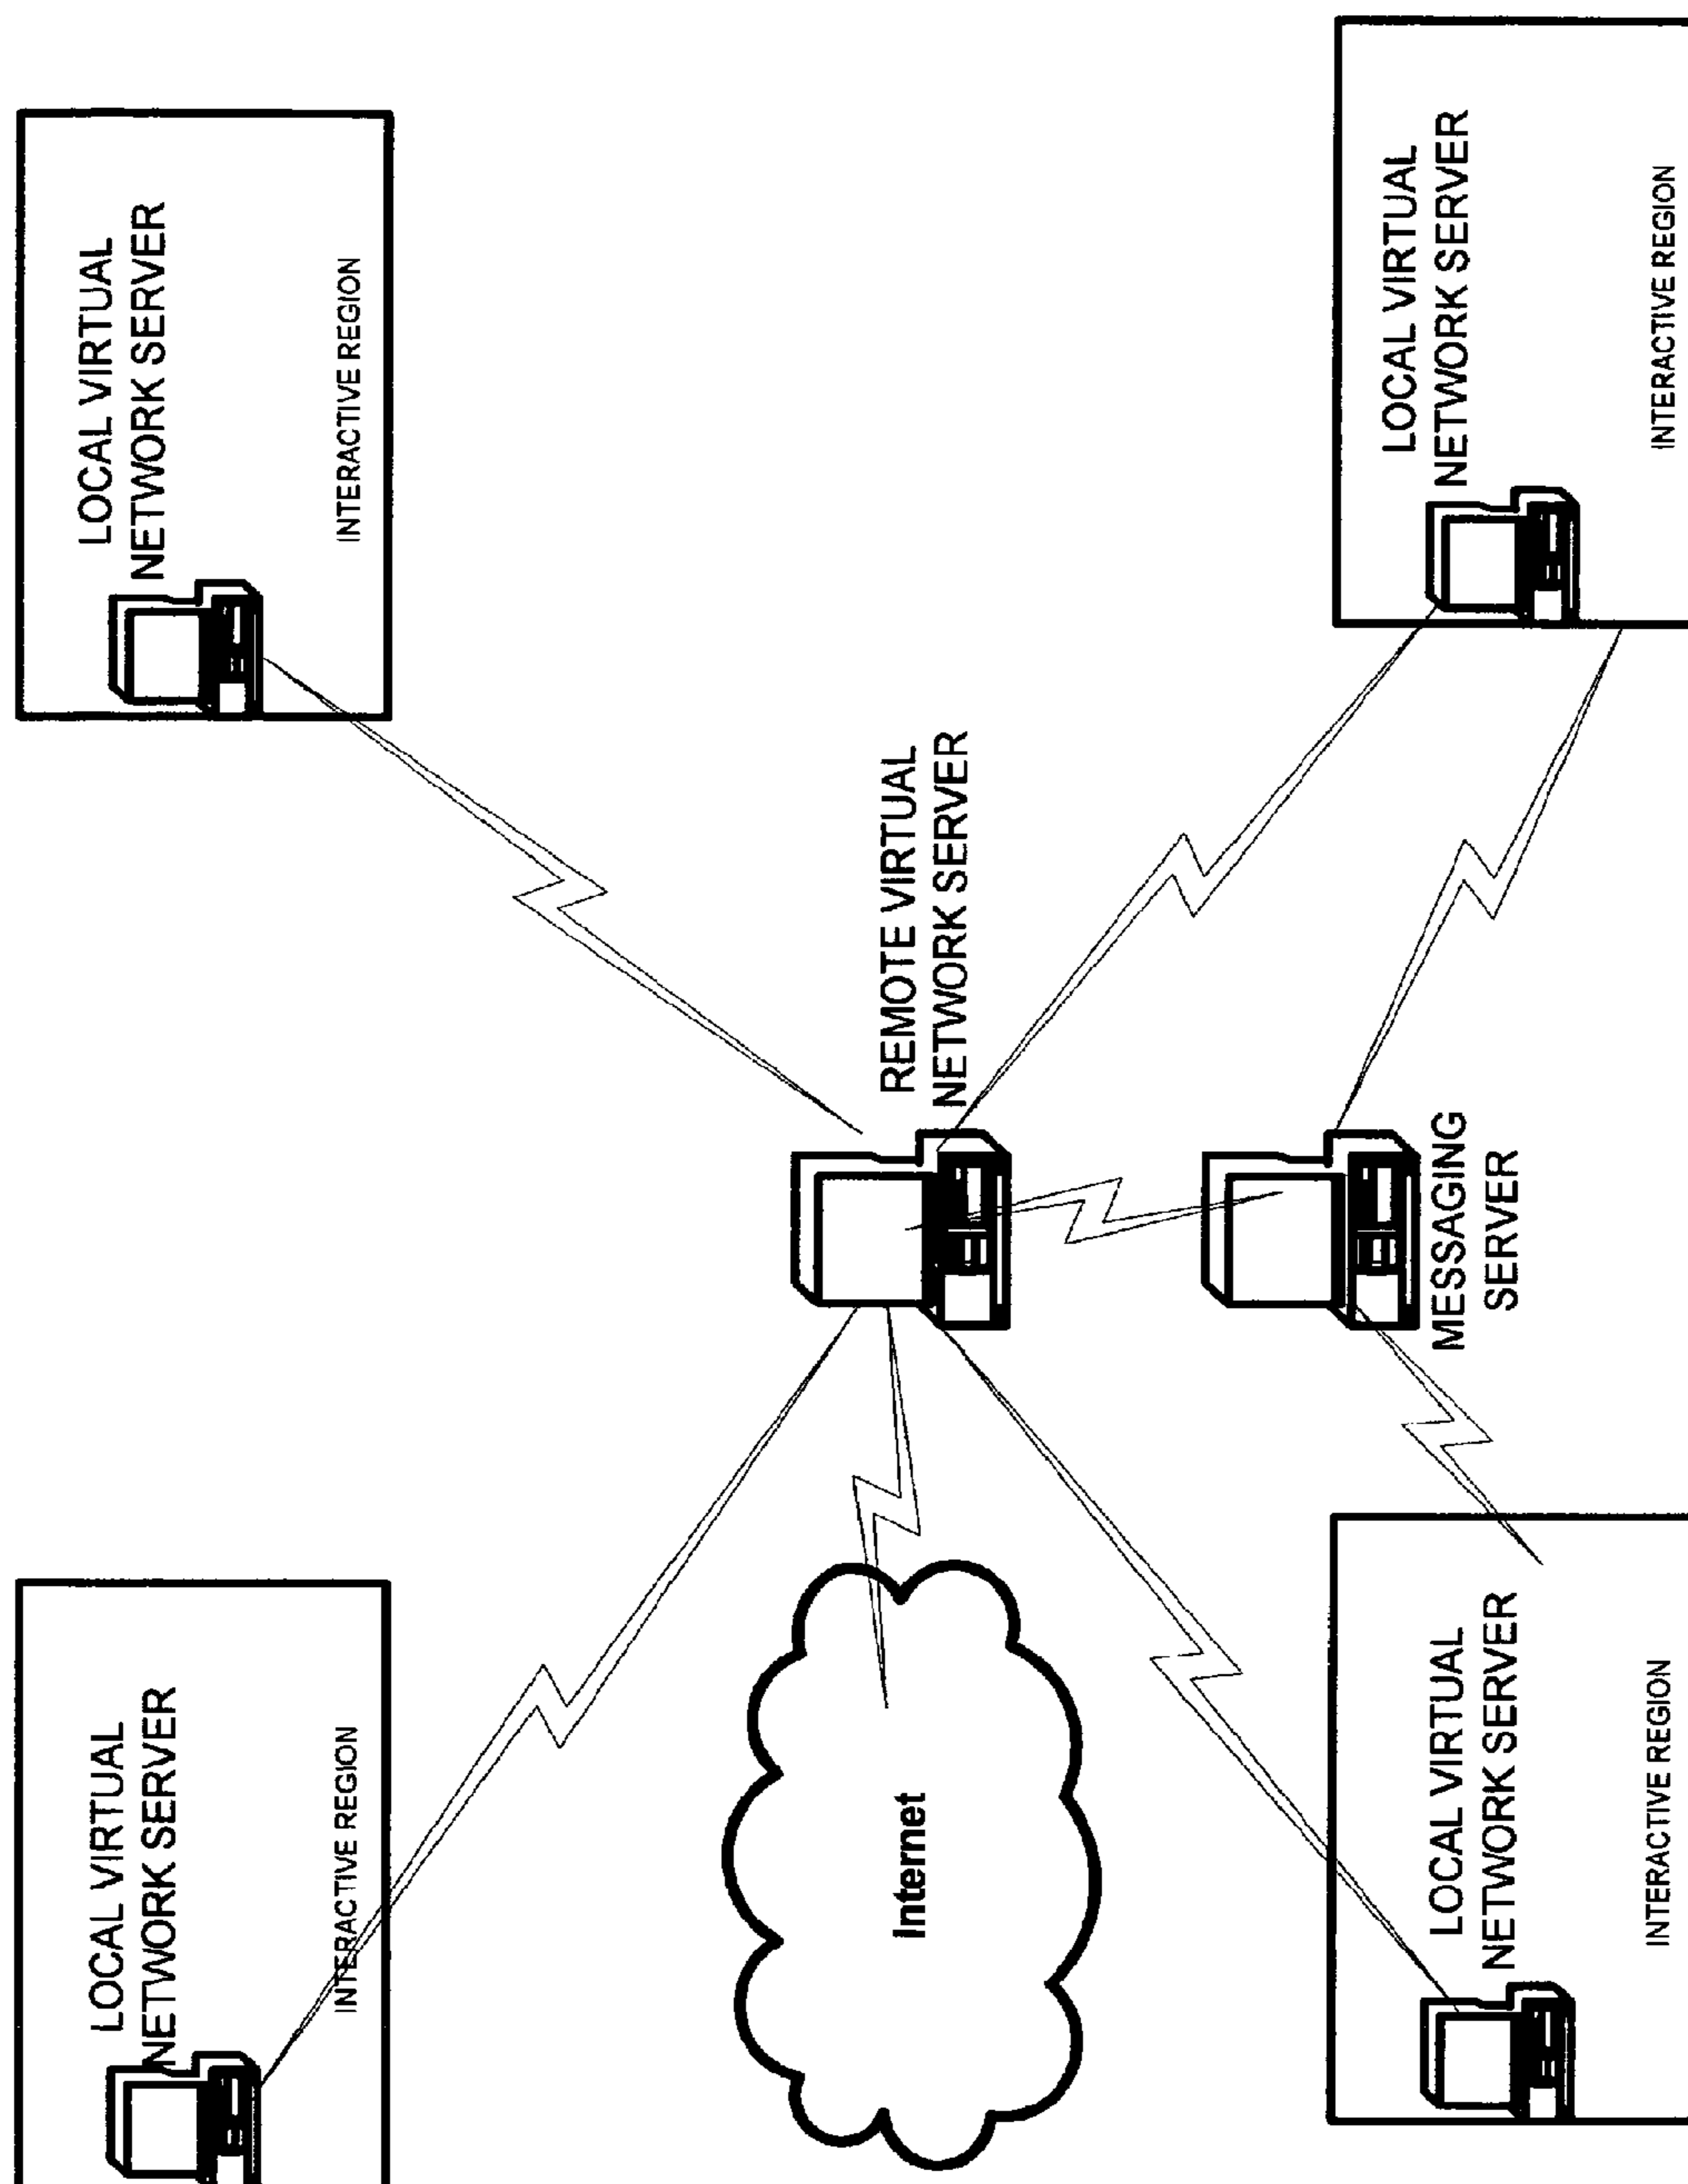 LOCAL VIRTUAL
NETWORK SERVER
INTERACTIVE REGION
LOCAL VIRTUAL
NETWORK SERVER
INTERACTIVE REGION
Internet
REMOTE VIRTUAL
NETWORK SERVER
MESSAGING
SERVER
LOCAL VIRTUAL
NETWORK SERVER
INTERACTIVE REGION
LOCAL VIRTUAL
NETWORK SERVER
INTERACTIVE REGION